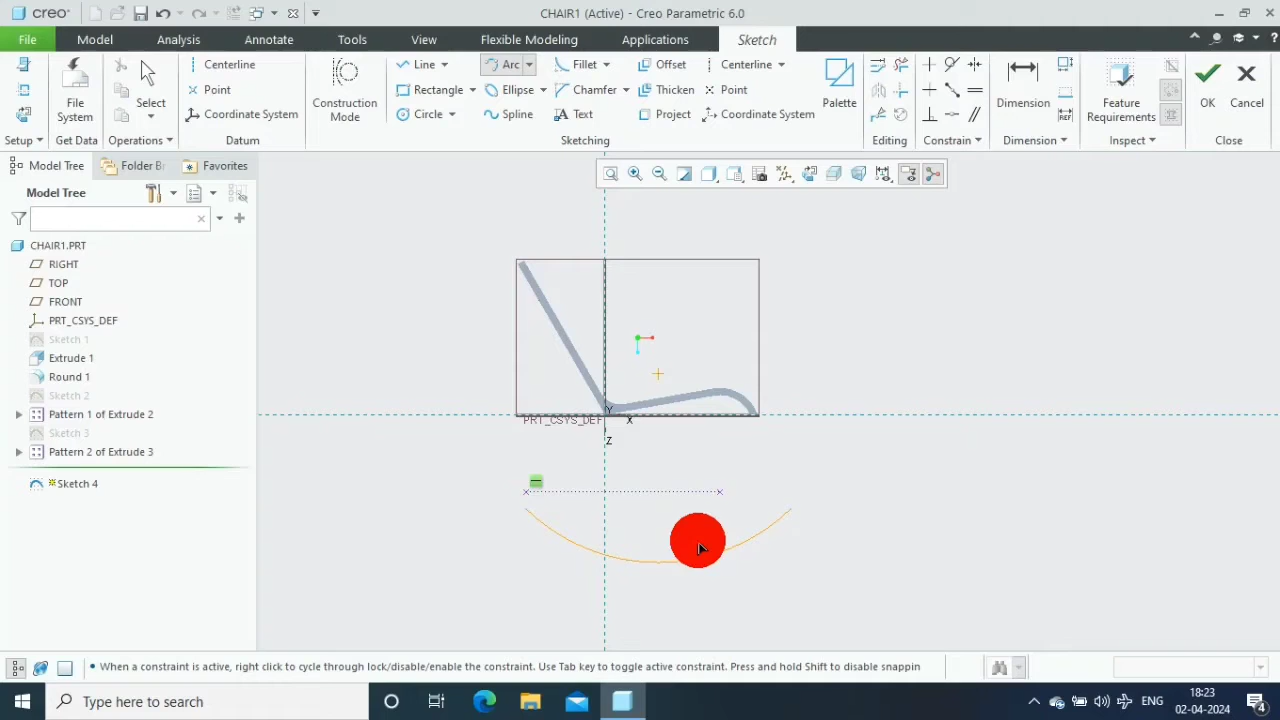 creo
CHAIR1 (Active) - Creo Parametric 6.0
File Model Analysis Annotate Tools View Flexible Modeling Applications Sketch
Centerline Line Arc Fillet Offset Centerline
Point Rectangle Ellipse Chamfer Thicken Point
File System Select Coordinate System Construction Mode Circle Spline Text Project Coordinate System Palette Dimension Feature Requirements OK Cancel
Setup Get Data Operations Datum Sketching Editing Constrain Dimension Inspect Close
Model Tree Folder Br Favorites
Model Tree
CHAIR1.PRT
RIGHT
TOP
FRONT
PRT_CSYS_DEF
Sketch 1
Extrude 1
Round 1
Sketch 2
Pattern 1 of Extrude 2
Sketch 3
Pattern 2 of Extrude 3
Sketch 4
Y
PRT_CSYS_DEF X
Z
When a constraint is active, right click to cycle through lock/disable/enable the constraint. Use Tab key to toggle active constraint. Press and hold Shift to disable snappin
Type here to search
ENG
18:23
02-04-2024
4